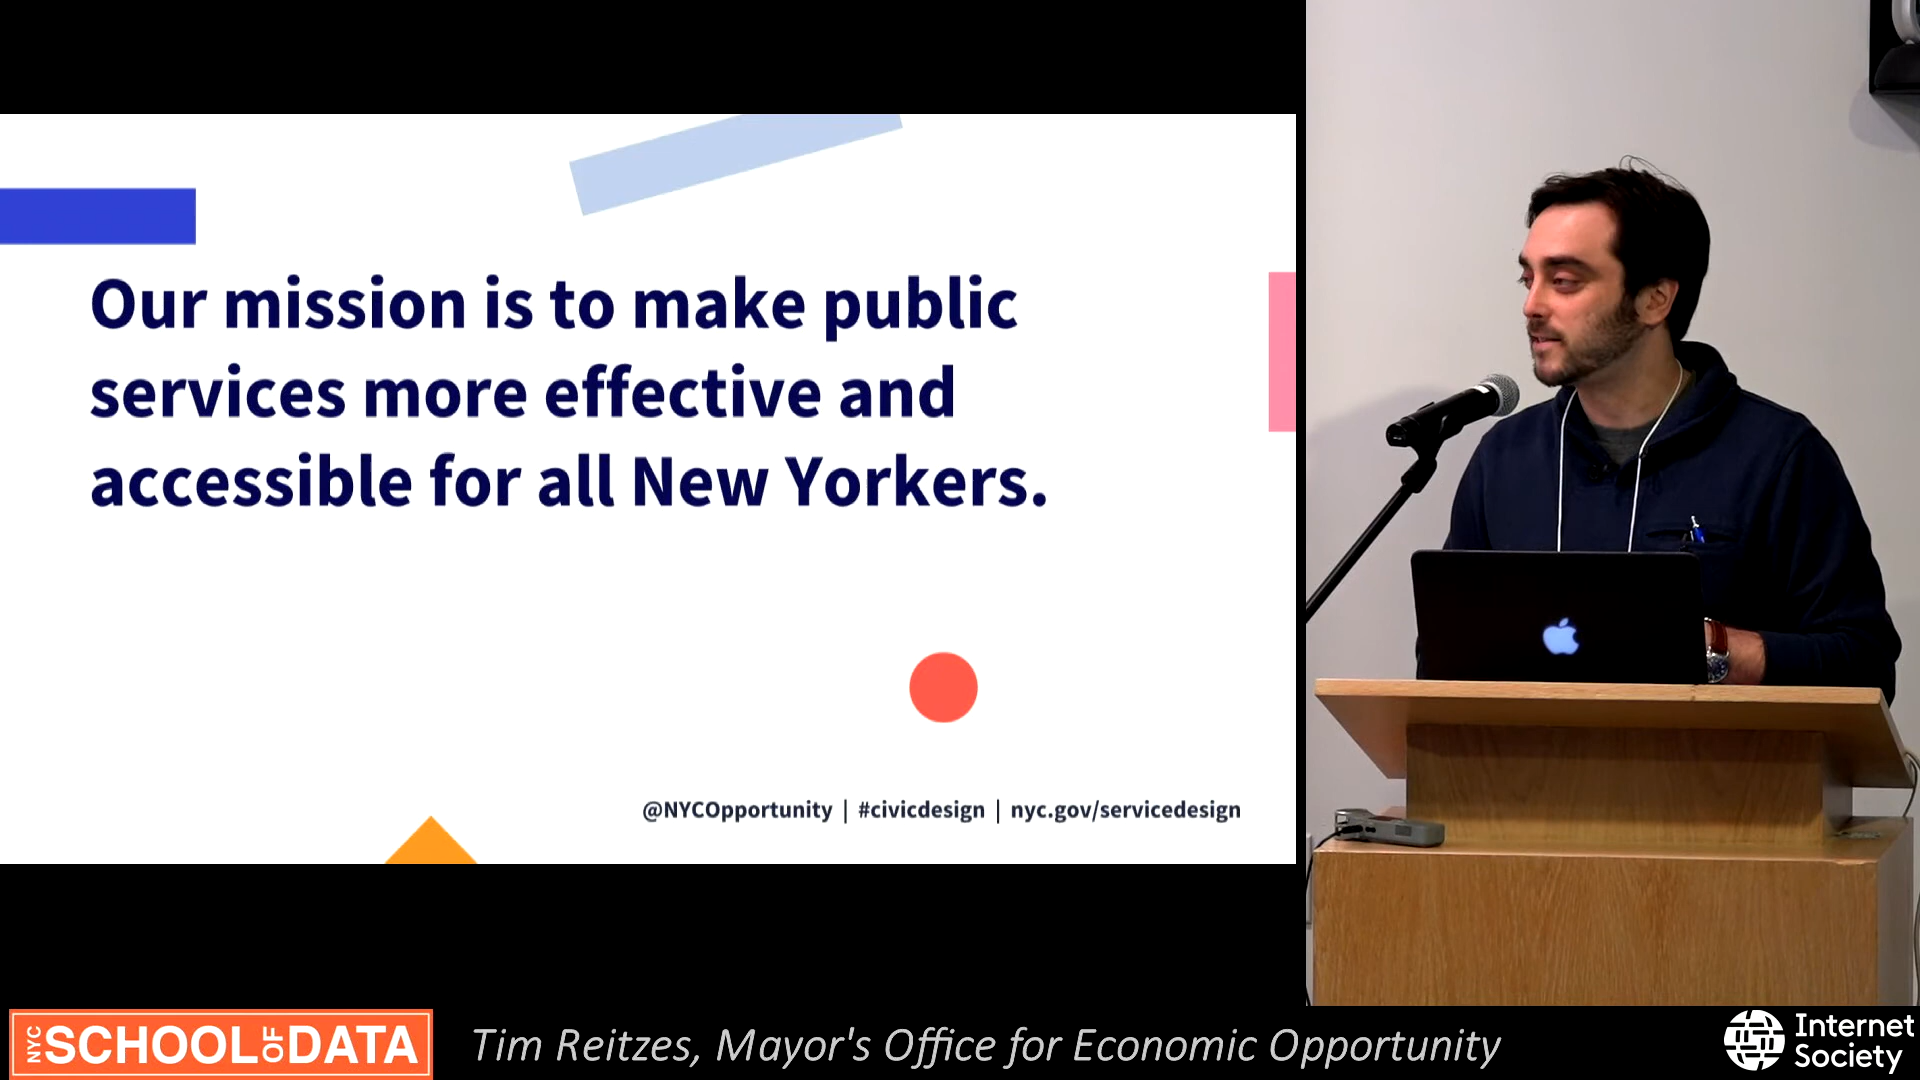 Our mission is to make public
services more effective and
accessible for all New Yorkers.
@NYCOpportunity | #civicdesign | nyc.gov/servicedesign
NYC SCHOOL OF DATA
Tim Reitzes, Mayor's Office for Economic Opportunity
Internet
Society